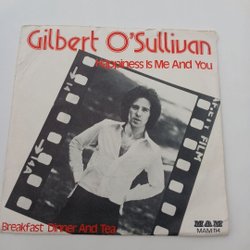 Gilbert O'Sullivan
Happiness Is Me And You
Breakfast Dinner And Tea
MAM